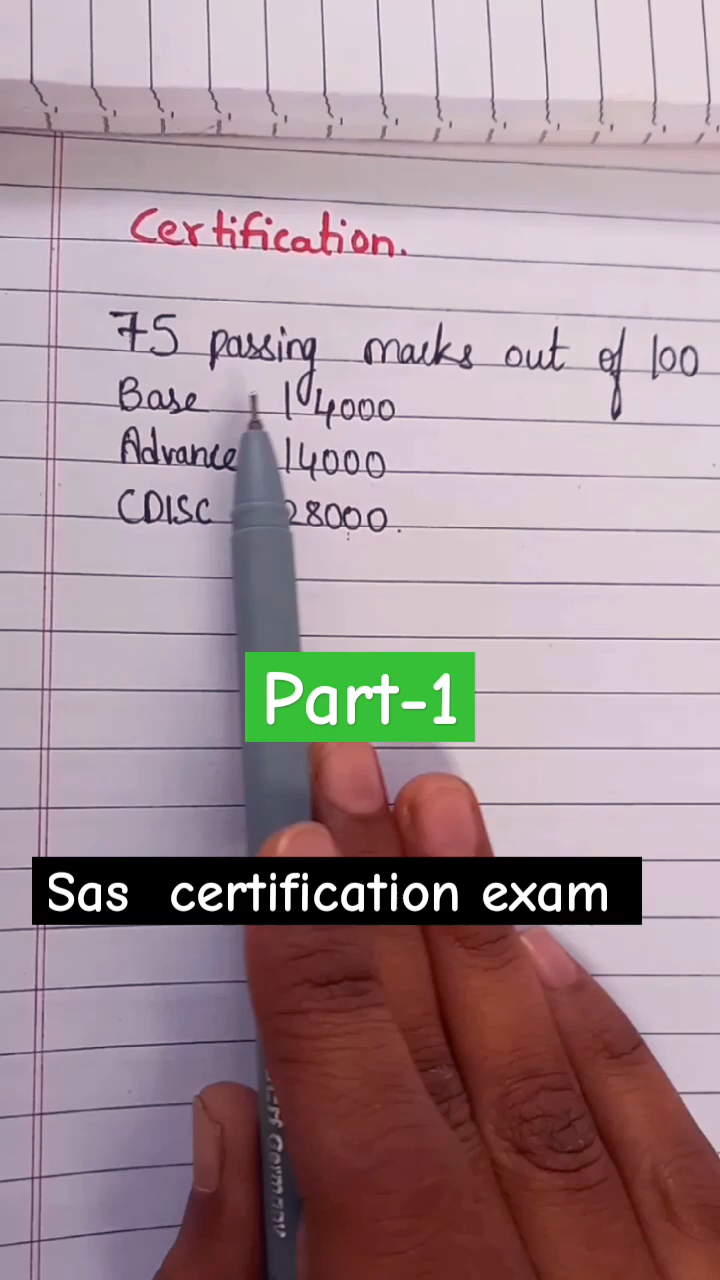 Certification.
75 passing marks out of 100
Base 14000
Advance 14000
CDISC 28000.
Part-1
Sas certification exam